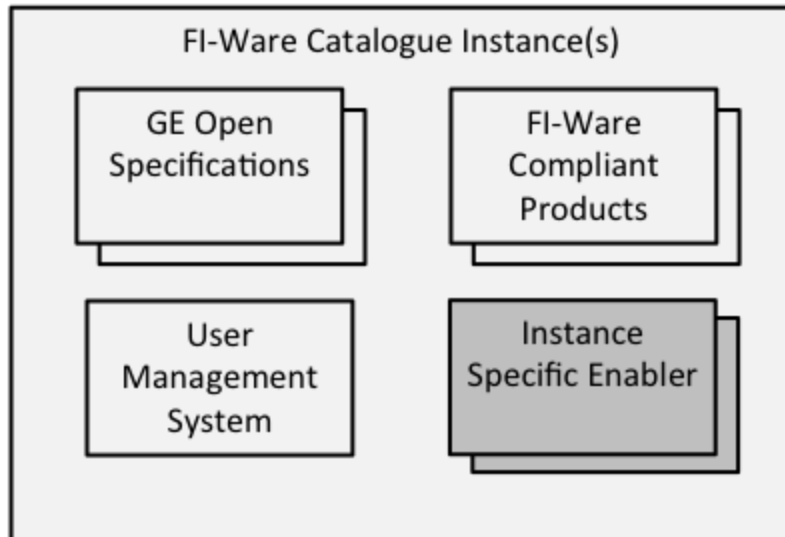 FI-Ware Catalogue Instance(s)
GE Open
Specifications
FI-Ware
Compliant
Products
User
Management
System
Instance
Specific Enabler